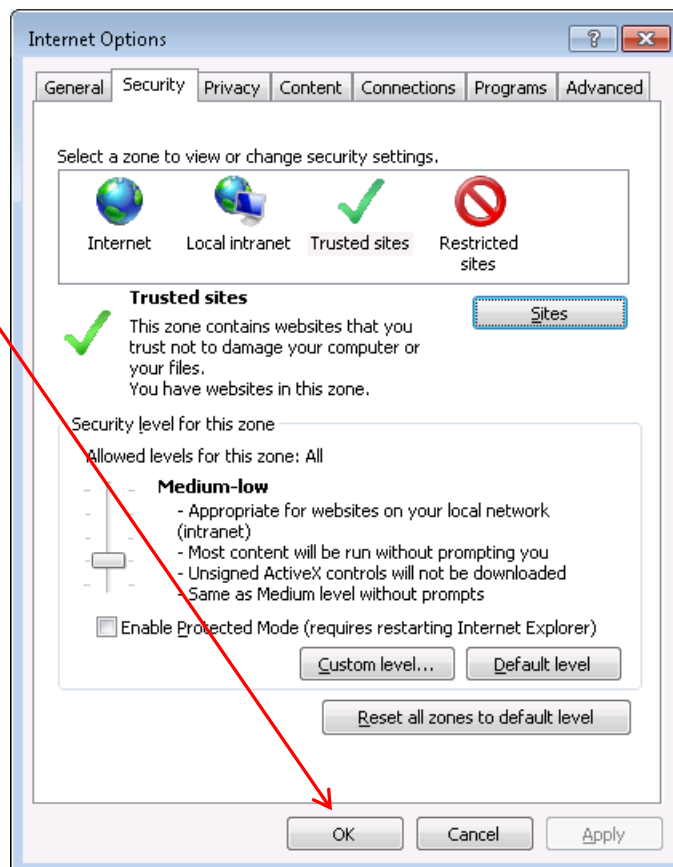 Internet Options
General Security Privacy Content Connections Programs Advanced
Select a zone to view or change security settings.
Internet Local intranet Trusted sites Restricted
sites
Trusted sites
Sites
This zone contains websites that you
trust not to damage your computer or
your files.
You have websites in this zone.
Security level for this zone
Allowed levels for this zone: All
Medium-low
- Appropriate for websites on your local network
(intranet)
- Most content will be run without prompting you
- Unsigned ActiveX controls will not be downloaded
- Same as Medium level without prompts
Enable Protected Mode (requires restarting Internet Explorer)
Custom level... Default level
Reset all zones to default level
OK Cancel Apply